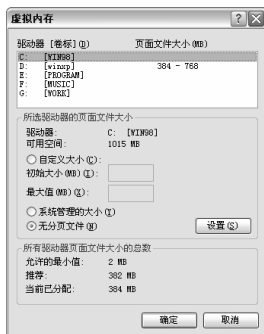 虚拟内存
驱动器 [卷标](D) 页面文件大小(MB)
C: [WIN98]
D: [winxp] 384 - 768
E: [PROGRAM]
F: [MUSIC]
G: [WORK]
所选驱动器的页面文件大小
驱动器: C: [WIN98]
可用空间: 1015 MB
自定义大小(C):
初始大小(MB)(I):
最大值(MB)(X):
系统管理的大小(Y)
无分页文件(N) 设置(S)
所有驱动器页面文件大小的总数
允许的最小值: 2 MB
推荐: 382 MB
当前已分配: 384 MB
确定 取消